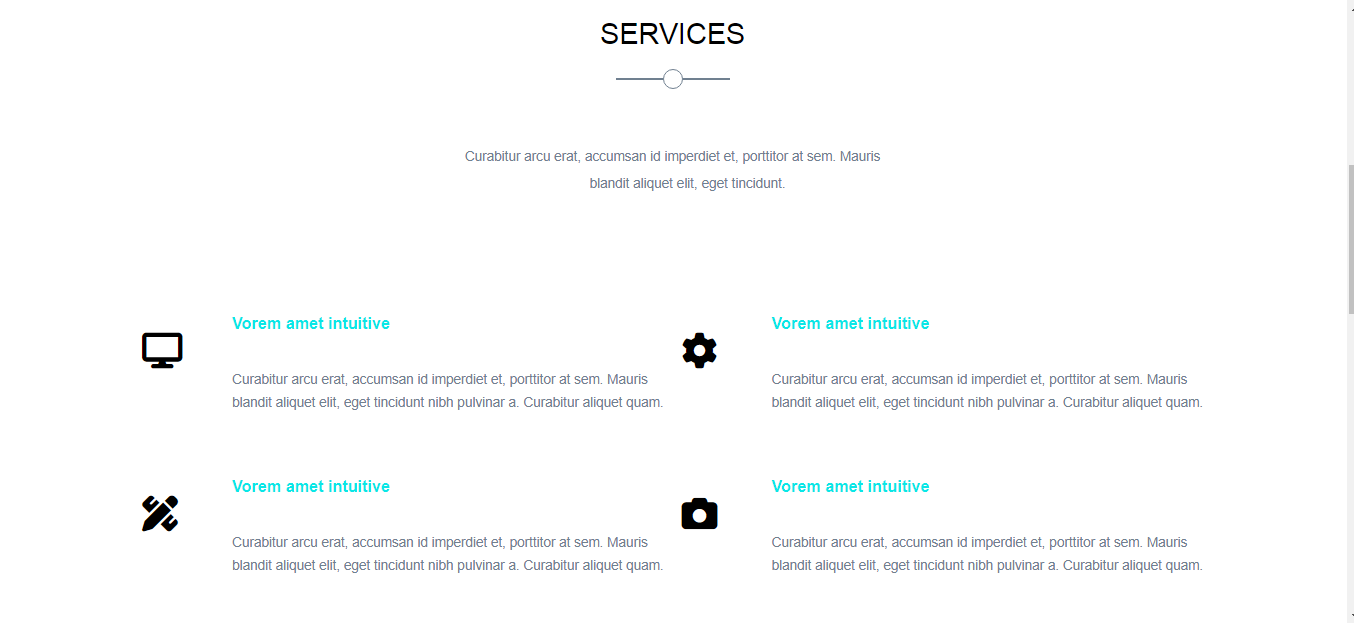 SERVICES
Curabitur arcu erat, accumsan id imperdiet et, porttitor at sem. Mauris
blandit aliquet elit, eget tincidunt.
Vorem amet intuitive
Curabitur arcu erat, accumsan id imperdiet et, porttitor at sem. Mauris
blandit aliquet elit, eget tincidunt nibh pulvinar a. Curabitur aliquet quam.
Vorem amet intuitive
Curabitur arcu erat, accumsan id imperdiet et, porttitor at sem. Mauris
blandit aliquet elit, eget tincidunt nibh pulvinar a. Curabitur aliquet quam.
Vorem amet intuitive
Curabitur arcu erat, accumsan id imperdiet et, porttitor at sem. Mauris
blandit aliquet elit, eget tincidunt nibh pulvinar a. Curabitur aliquet quam.
Vorem amet intuitive
Curabitur arcu erat, accumsan id imperdiet et, porttitor at sem. Mauris
blandit aliquet elit, eget tincidunt nibh pulvinar a. Curabitur aliquet quam.